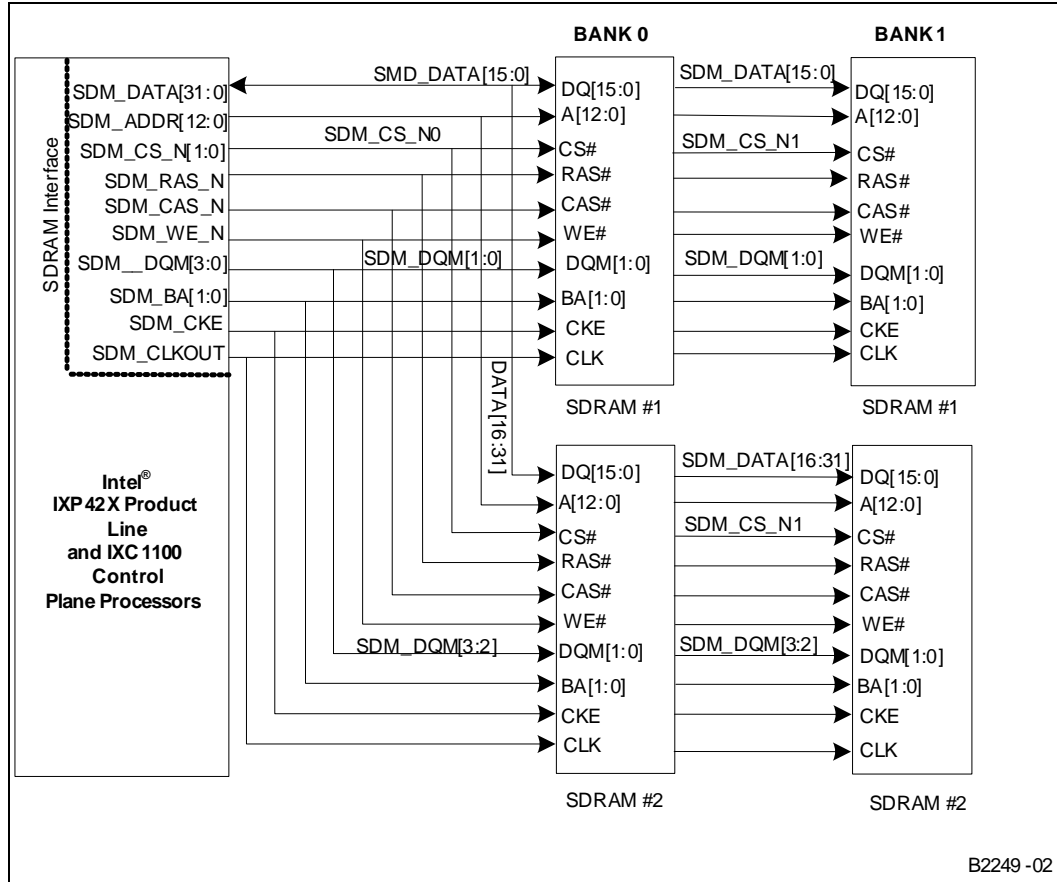 BANK 0
BANK 1
SDRAM Interface
SDM_DATA[31:0]
SDM_ADDR[12:0]
SDM_CS_N[1:0]
SDM_RAS_N
SDM_CAS_N
SDM_WE_N
SDM__DQM[3:0]
SDM_BA[1:0]
SDM_CKE
SDM_CLKOUT
SMD_DATA[15:0]
SDM_CS_N0
SDM_DQM[1:0]
DATA[16:31]
DQ[15:0]
A[12:0]
CS#
RAS#
CAS#
WE#
DQM[1:0]
BA[1:0]
CKE
CLK
SDRAM #1
SDM_DATA[15:0]
SDM_CS_N1
SDM_DQM[1:0]
DQ[15:0]
A[12:0]
CS#
RAS#
CAS#
WE#
DQM[1:0]
BA[1:0]
CKE
CLK
SDRAM #1
Intel®
IXP42X Product
Line
and IXC1100
Control
Plane Processors
SDM_DQM[3:2]
DQ[15:0]
A[12:0]
CS#
RAS#
CAS#
WE#
DQM[1:0]
BA[1:0]
CKE
CLK
SDRAM #2
SDM_DATA[16:31]
SDM_CS_N1
SDM_DQM[3:2]
DQ[15:0]
A[12:0]
CS#
RAS#
CAS#
WE#
DQM[1:0]
BA[1:0]
CKE
CLK
SDRAM #2
B2249 -02